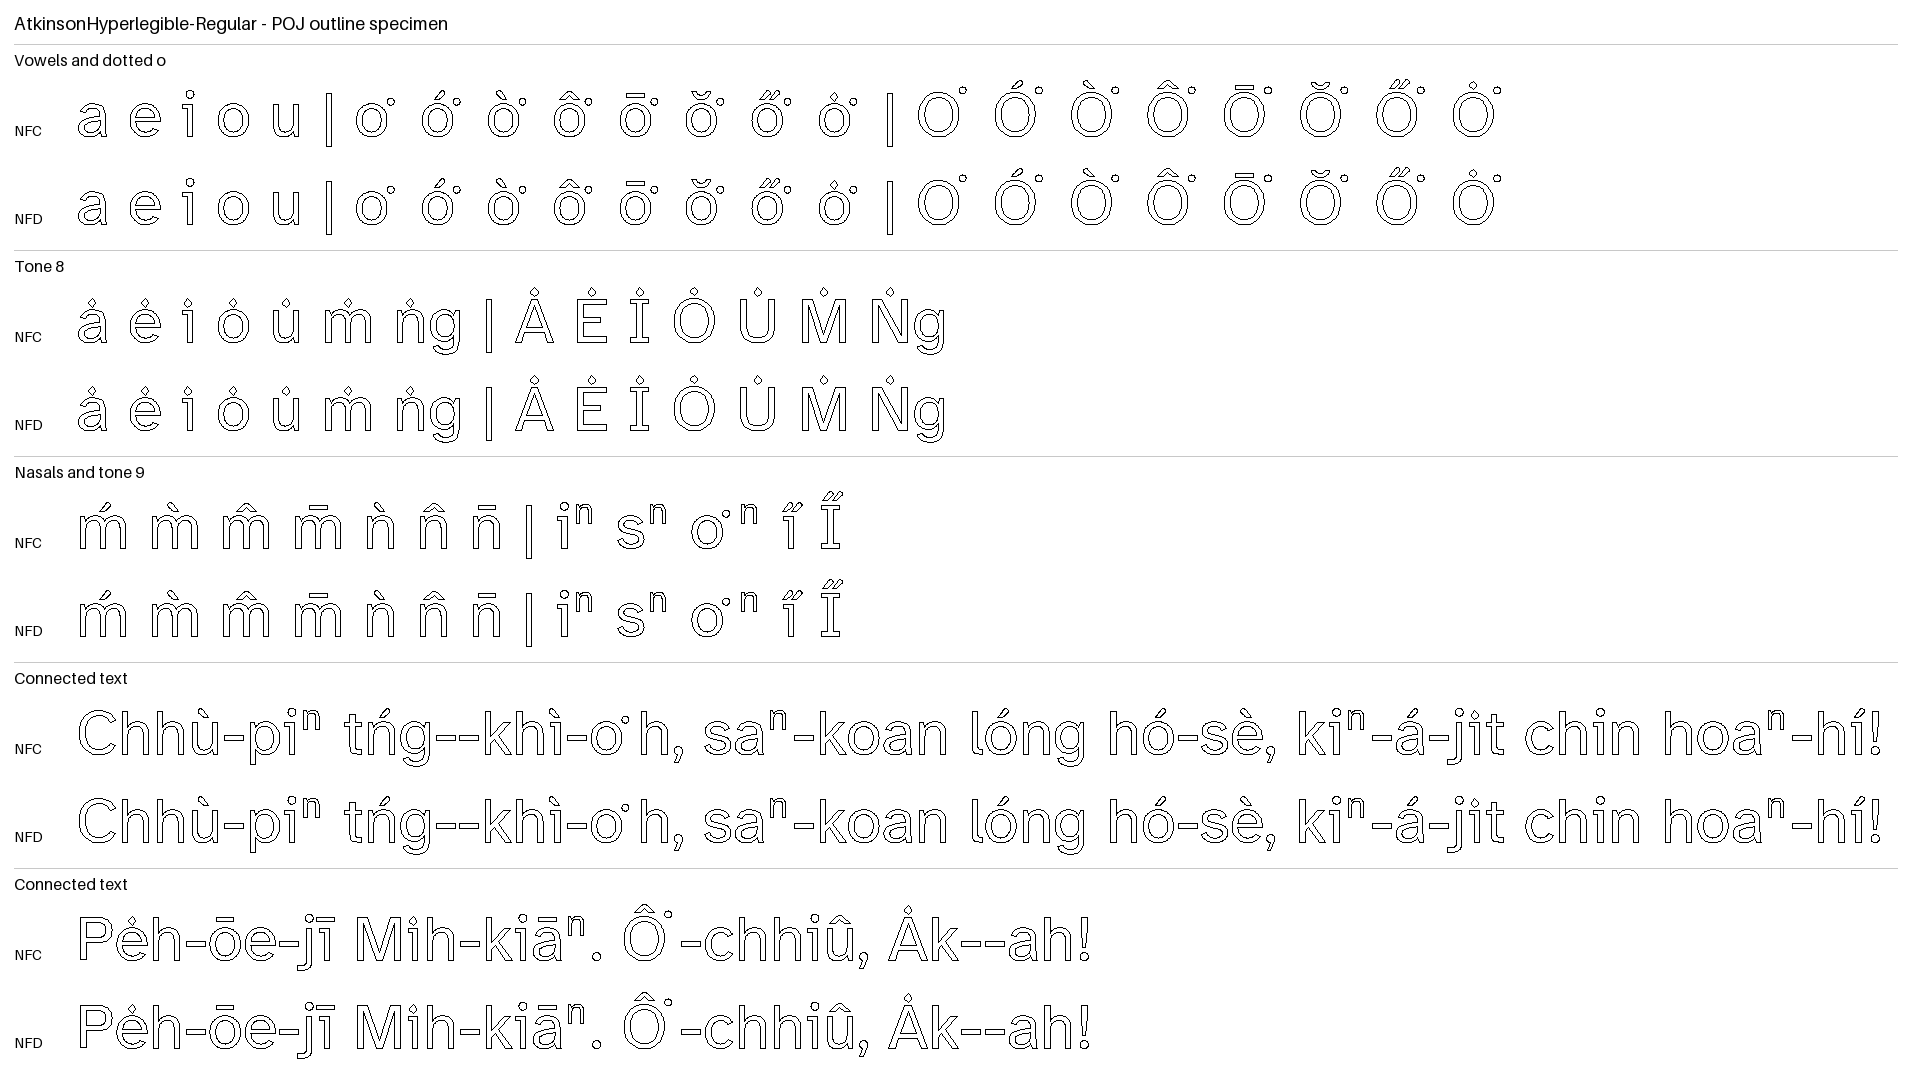 AtkinsonHyperlegible-Regular - POJ outline specimen
Vowels and dotted o
NFC a e i o u | o͘ ó͘ ò͘ ô͘ ō͘ ŏ͘ ő͘ o̍͘ | O͘ Ó͘ Ò͘ Ô͘ Ō͘ Ŏ͘ Ő͘ O̍͘
NFD a e i o u | o͘ ó͘ ò͘ ô͘ ō͘ ŏ͘ ő͘ o̍͘ | O͘ Ó͘ Ò͘ Ô͘ Ō͘ Ŏ͘ Ő͘ O̍͘
Tone 8
NFC a̍ e̍ i̍ o̍ u̍ m̍ n̍g | A̍ E̍ I̍ O̍ U̍ M̍ N̍g
NFD a̍ e̍ i̍ o̍ u̍ m̍ n̍g | A̍ E̍ I̍ O̍ U̍ M̍ N̍g
Nasals and tone 9
NFC ḿ m̀ m̂ m̄ ǹ n̂ n̄ | iⁿ sⁿ o͘ⁿ i̋ I̋
NFD ḿ m̀ m̂ m̄ ǹ n̂ n̄ | iⁿ sⁿ o͘ⁿ i̋ I̋
Connected text
NFC Chhù-piⁿ tńg--khì-o͘h, saⁿ-koan lóng hó-sè, kiⁿ-á-ji̍t chin hoaⁿ-hí!
NFD Chhù-piⁿ tńg--khì-o͘h, saⁿ-koan lóng hó-sè, kiⁿ-á-ji̍t chin hoaⁿ-hí!
Connected text
NFC Pe̍h-ōe-jī Mi̍h-kiāⁿ. Ô͘-chhiû, A̍k--ah!
NFD Pe̍h-ōe-jī Mi̍h-kiāⁿ. Ô͘-chhiû, A̍k--ah!